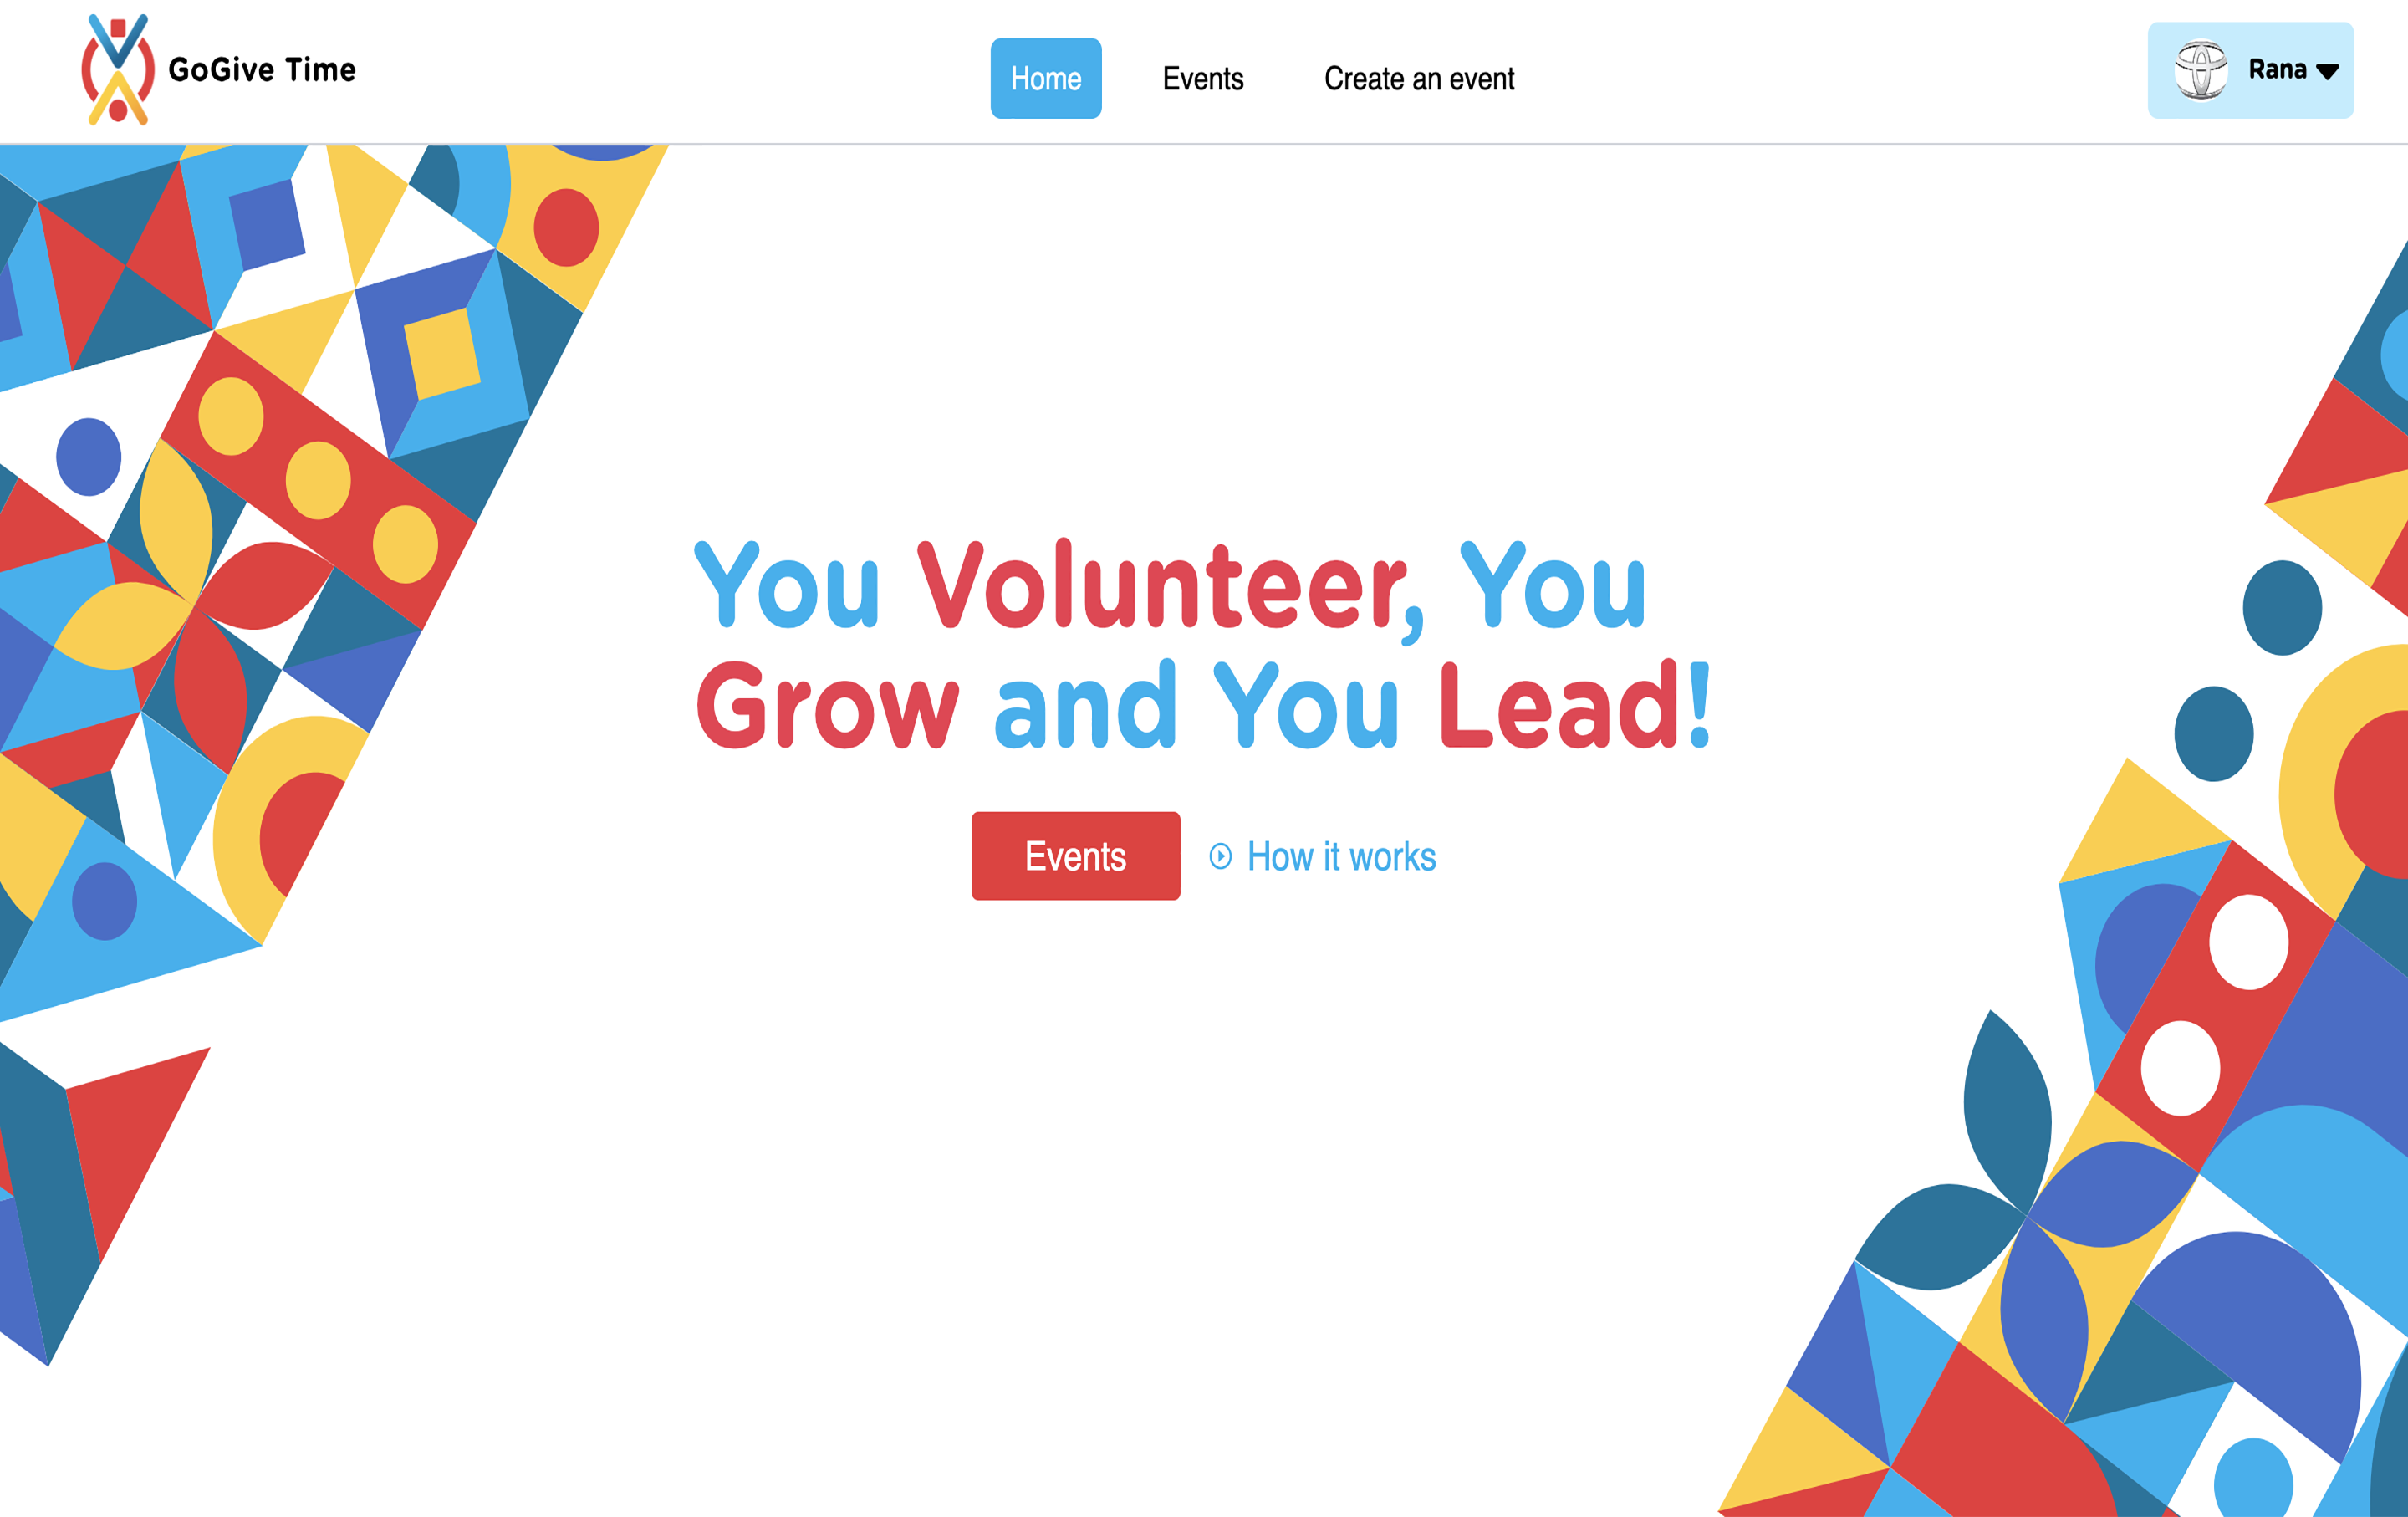 GoGive Time
Home
Events
Create an event
Rana
You Volunteer, You
Grow and You Lead!
Events
How it works